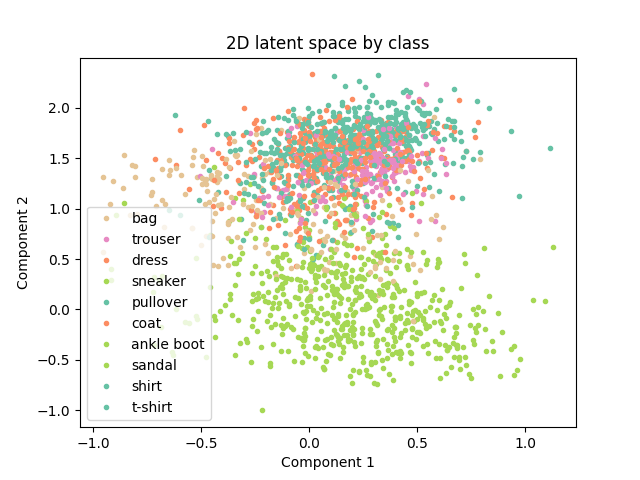 2D latent space by class
Component 2
2.0
1.5
1.0
0.5
0.0
−0.5
−1.0
bag
trouser
dress
sneaker
pullover
coat
ankle boot
sandal
shirt
t-shirt
−1.0 −0.5 0.0 0.5 1.0
Component 1